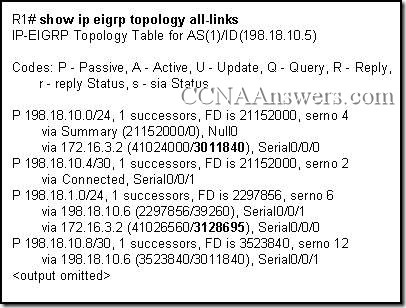 R1# show ip eigrp topology all-links
IP-EIGRP Topology Table for AS(1)/ID(198.18.10.5)
Codes: P - Passive, A - Active, U - Update, Q - Query, R - Reply,
r - reply Status, s - sia Status
CCNAAnswers.com
P 198.18.10.0/24, 1 successors, FD is 21152000, serno 4
via Summary (21152000/0), Null0
via 172.16.3.2 (41024000/3011840), Serial0/0/0
P 198.18.10.4/30, 1 successors, FD is 21152000, serno 2
via Connected, Serial0/0/1
P 198.18.1.0/24, 1 successors, FD is 2297856, serno 6
via 198.18.10.6 (2297856/39260), Serial0/0/1
via 172.16.3.2 (41026560/3128695), Serial0/0/0
P 198.18.10.8/30, 1 successors, FD is 3523840, serno 12
via 198.18.10.6 (3523840/3011840), Serial0/0/1
<output omitted>